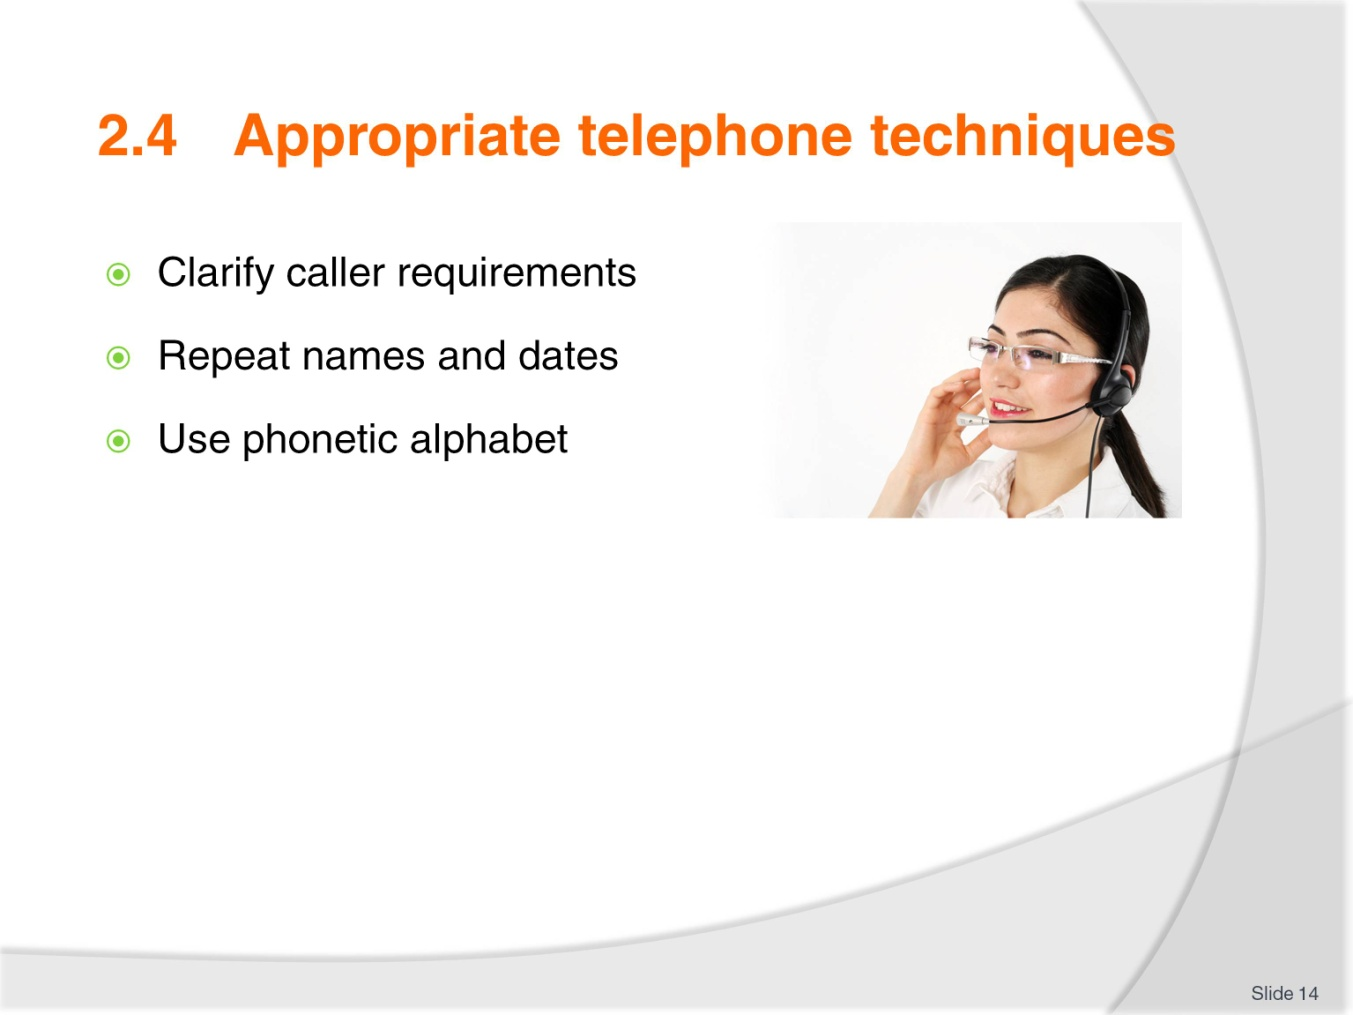 2.4 Appropriate telephone techniques
Clarify caller requirements
Repeat names and dates
Use phonetic alphabet
Slide 14